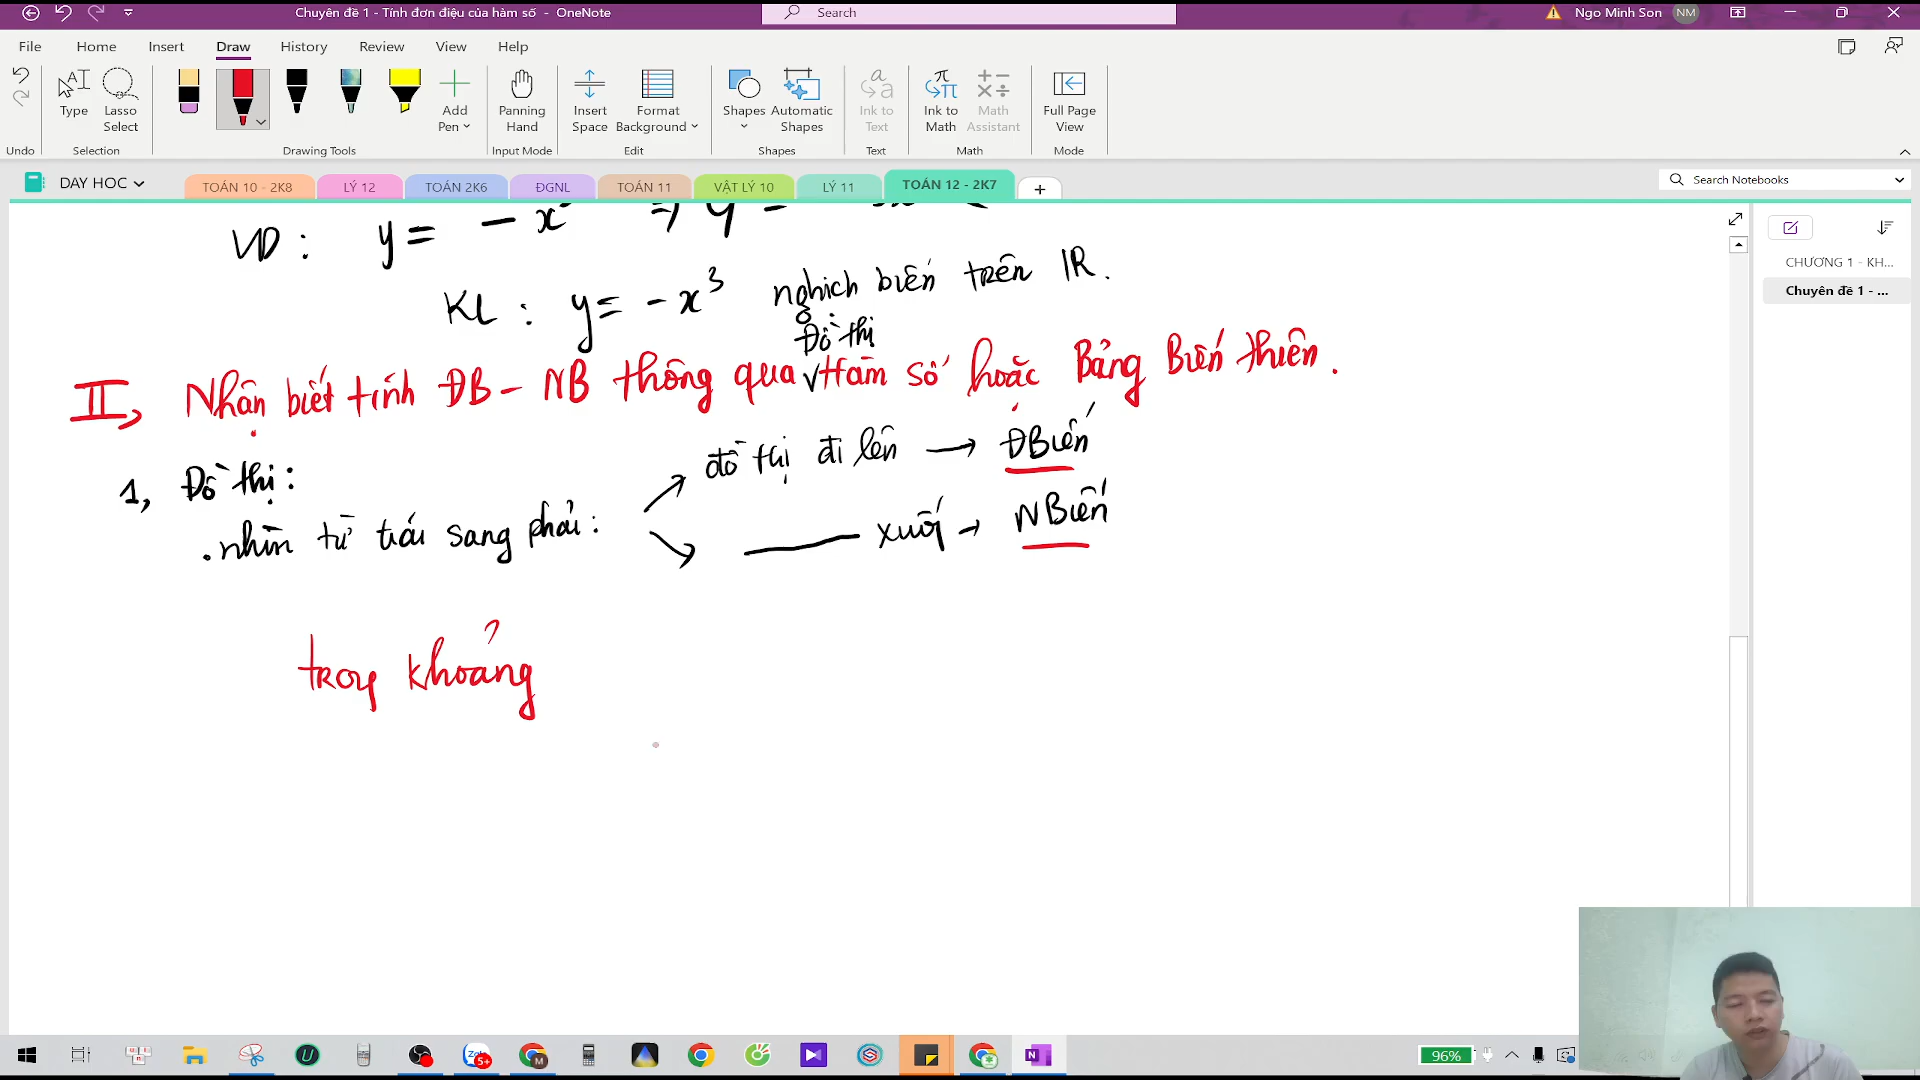 Chuyên đề 1 - Tính đơn điệu của hàm số - OneNote
Search
Ngo Minh Son NM
File Home Insert Draw History Review View Help
Type
Lasso Select
Add Pen
Panning Hand
Insert Space
Format Background
Shapes
Automatic Shapes
Ink to Text
Ink to Math
Math Assistant
Full Page View
Undo Selection Drawing Tools Input Mode Edit Shapes Text Math Mode
DAY HOC TOÁN 10 - 2K8 LÝ 12 TOÁN 2K6 ĐGNL TOÁN 11 VẬT LÝ 10 LÝ 11 TOÁN 12 - 2K7 +
Search Notebooks
CHƯƠNG 1 - KH...
Chuyên đề 1 - ...
VD : y =
KL : y = - x³ nghịch biến trên IR.
Đồ thị
II, Nhận biết tính ĐB - NB thông qua √ Hàm số hoặc Bảng Biến thiên.
1, Đồ thị :
đồ thị đi lên → ĐBiến
. nhìn từ trái sang phải :
xuống → NBiến
trong khoảng
96%